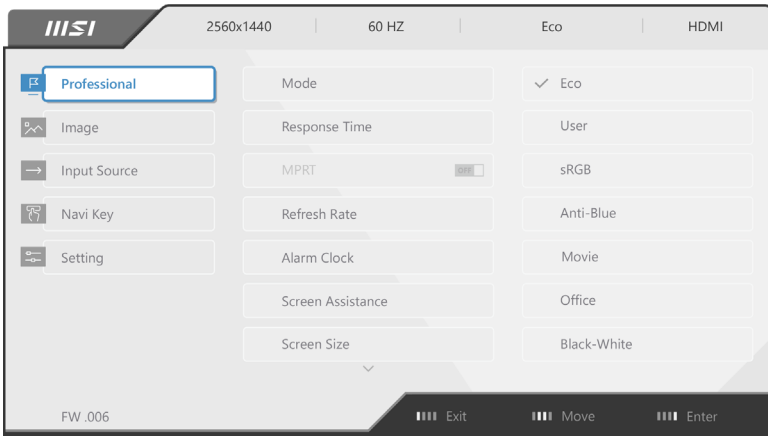 msi 2560x1440 60 HZ Eco HDMI
Professional Mode Eco
Image Response Time User
Input Source MPRT OFF sRGB
Navi Key Refresh Rate Anti-Blue
Setting Alarm Clock Movie
Screen Assistance Office
Screen Size Black-White
FW .006 Exit Move Enter